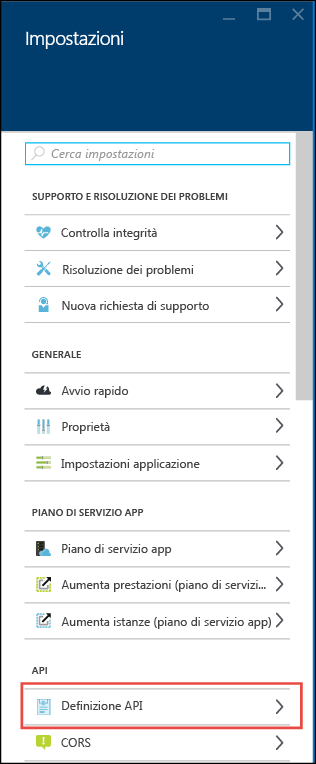 Impostazioni
Cerca impostazioni
SUPPORTO E RISOLUZIONE DEI PROBLEMI
Controlla integrità
Risoluzione dei problemi
Nuova richiesta di supporto
GENERALE
Avvio rapido
Proprietà
Impostazioni applicazione
PIANO DI SERVIZIO APP
Piano di servizio app
Aumenta prestazioni (piano di servizi...
Aumenta istanze (piano di servizio app)
API
Definizione API
CORS